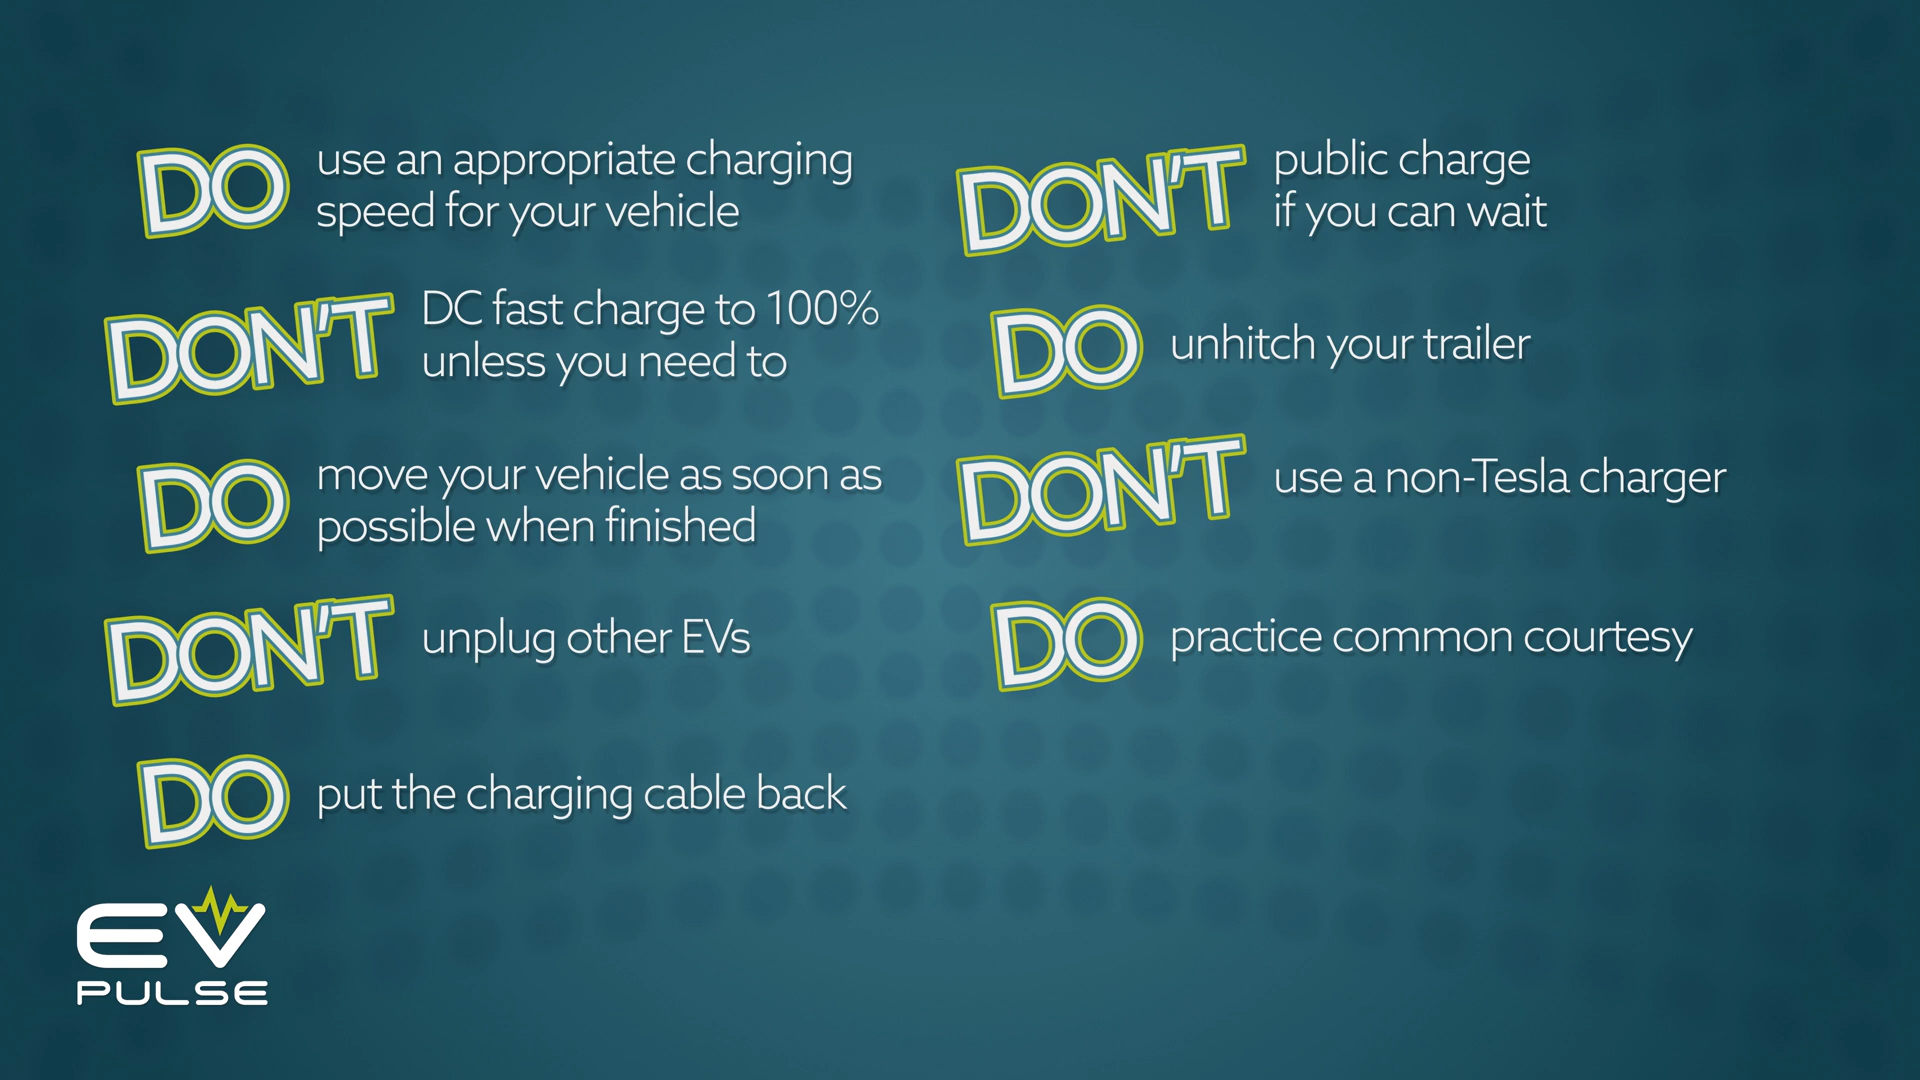 DO use an appropriate charging
speed for your vehicle
DON'T DC fast charge to 100%
unless you need to
DO move your vehicle as soon as
possible when finished
DON'T unplug other EVs
DO put the charging cable back
DON'T public charge
if you can wait
DO unhitch your trailer
DON'T use a non-Tesla charger
DO practice common courtesy
EV
PULSE